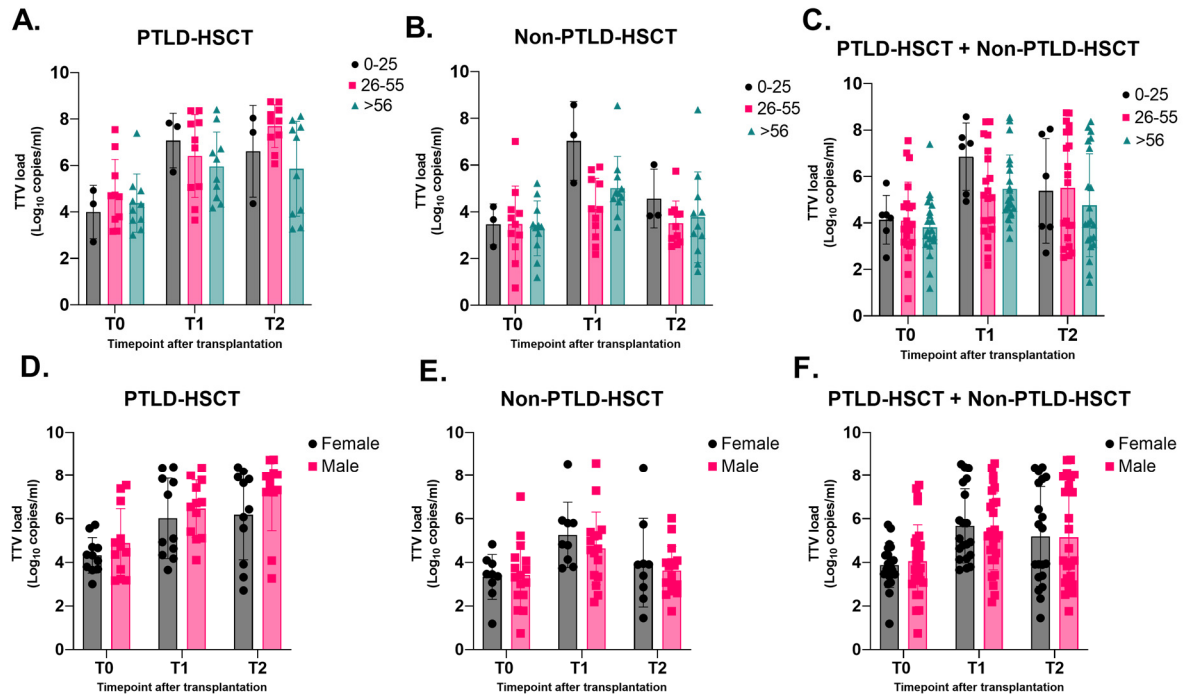 A.
PTLD-HSCT
0-25
26-55
>56
10
8
6
4
2
0
TTV load
(Log10 copies/ml)
T0 T1 T2
Timepoint after transplantation
B.
Non-PTLD-HSCT
0-25
26-55
>56
10
8
6
4
2
0
TTV load
(Log10 copies/ml)
T0 T1 T2
Timepoint after transplantation
C.
PTLD-HSCT + Non-PTLD-HSCT
0-25
26-55
>56
10
8
6
4
2
0
TTV load
(Log10 copies/ml)
T0 T1 T2
Timepoint after transplantation
D.
PTLD-HSCT
Female
Male
10
8
6
4
2
0
TTV load
(Log10 copies/ml)
T0 T1 T2
Timepoint after transplantation
E.
Non-PTLD-HSCT
Female
Male
10
8
6
4
2
0
TTV load
(Log10 copies/ml)
T0 T1 T2
Timepoint after transplantation
F.
PTLD-HSCT + Non-PTLD-HSCT
Female
Male
10
8
6
4
2
0
TTV load
(Log10 copies/ml)
T0 T1 T2
Timepoint after transplantation